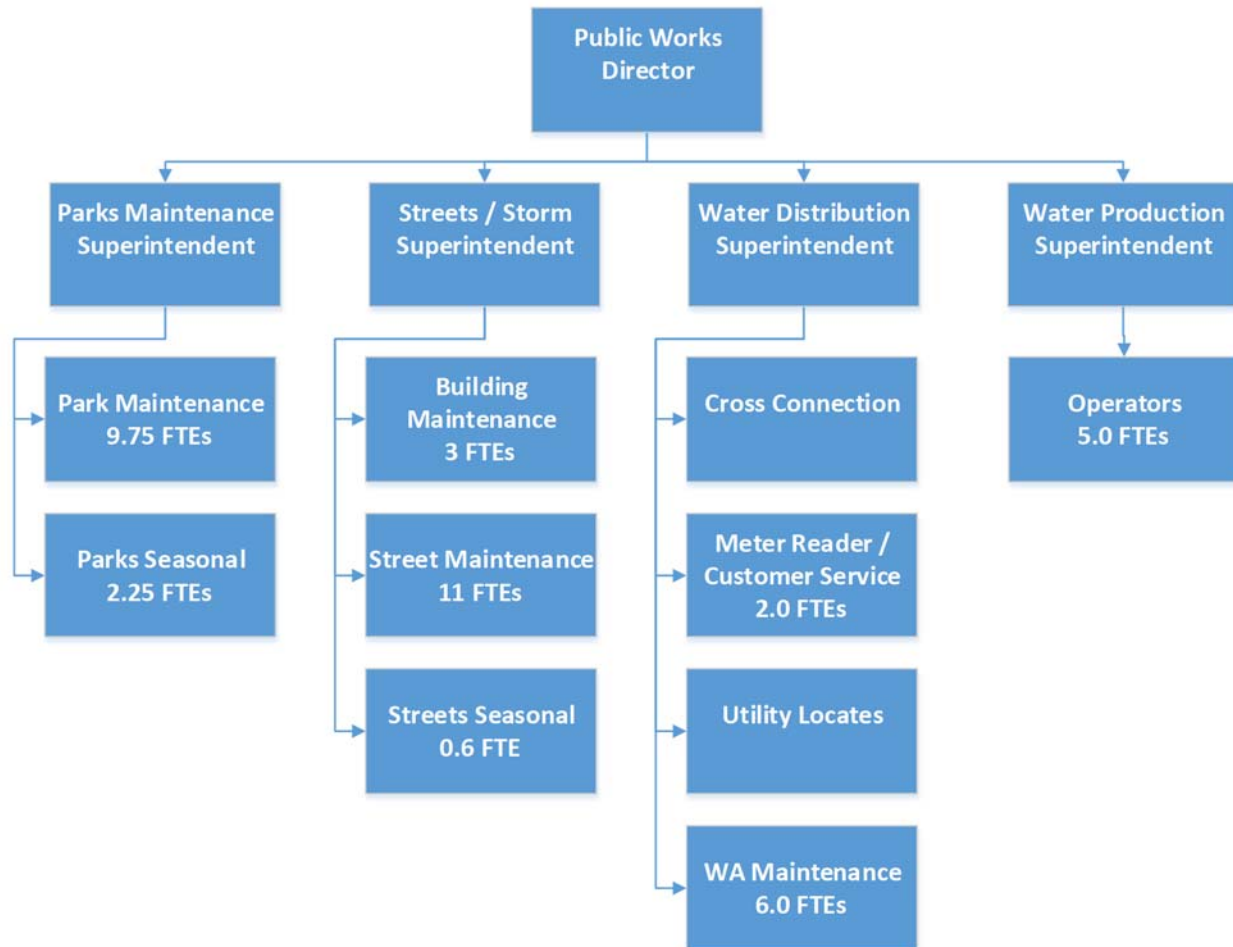 Public Works
Director
Parks Maintenance
Superintendent
Streets / Storm
Superintendent
Water Distribution
Superintendent
Water Production
Superintendent
Park Maintenance
9.75 FTEs
Building
Maintenance
3 FTEs
Cross Connection
Operators
5.0 FTEs
Parks Seasonal
2.25 FTEs
Street Maintenance
11 FTEs
Meter Reader /
Customer Service
2.0 FTEs
Streets Seasonal
0.6 FTE
Utility Locates
WA Maintenance
6.0 FTEs